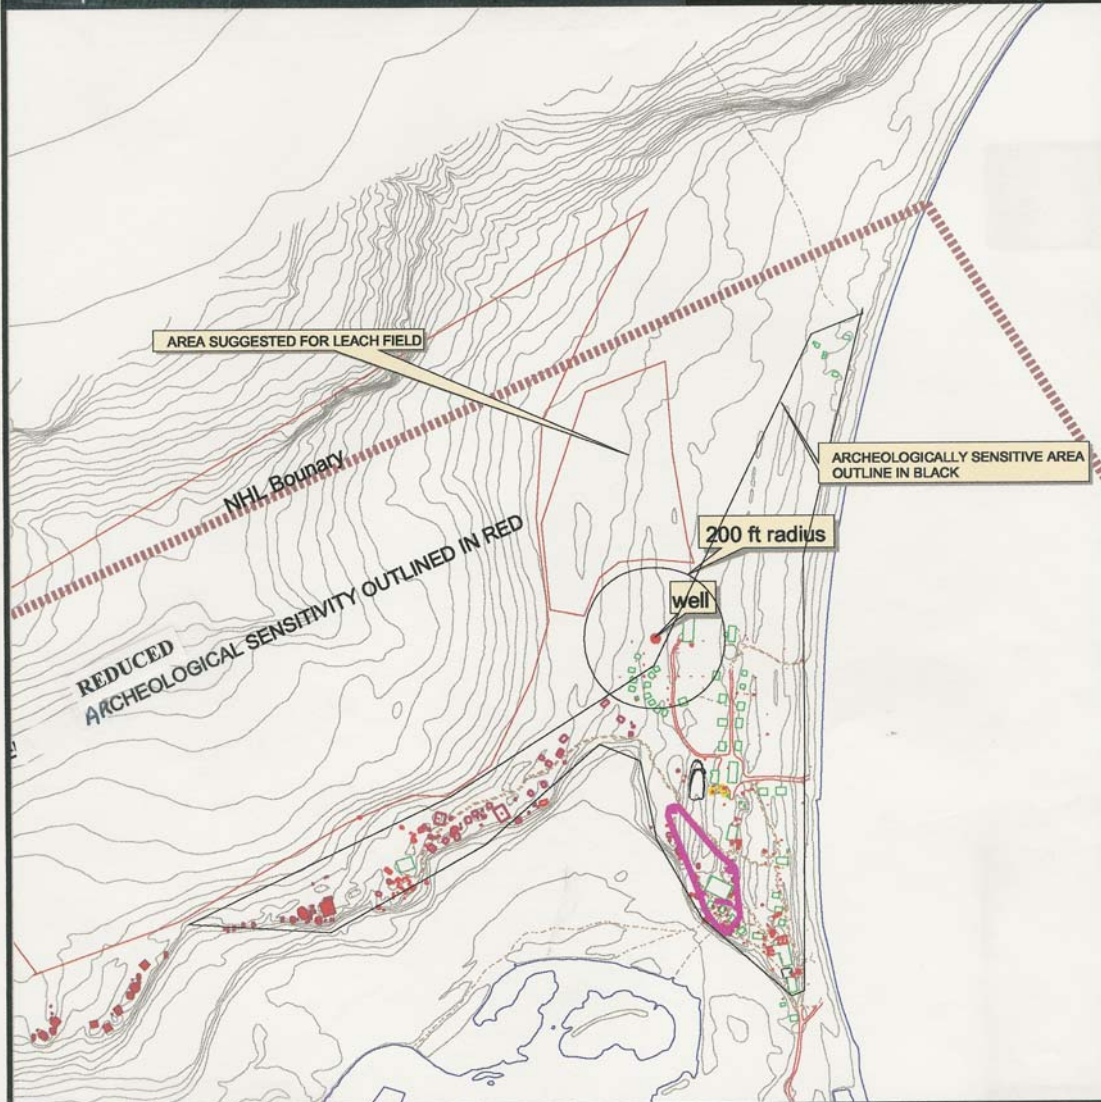 AREA SUGGESTED FOR LEACH FIELD
NHL Bounary
ARCHEOLOGICALLY SENSITIVE AREA
OUTLINE IN BLACK
200 ft radius
well
REDUCED
ARCHEOLOGICAL SENSITIVITY OUTLINED IN RED